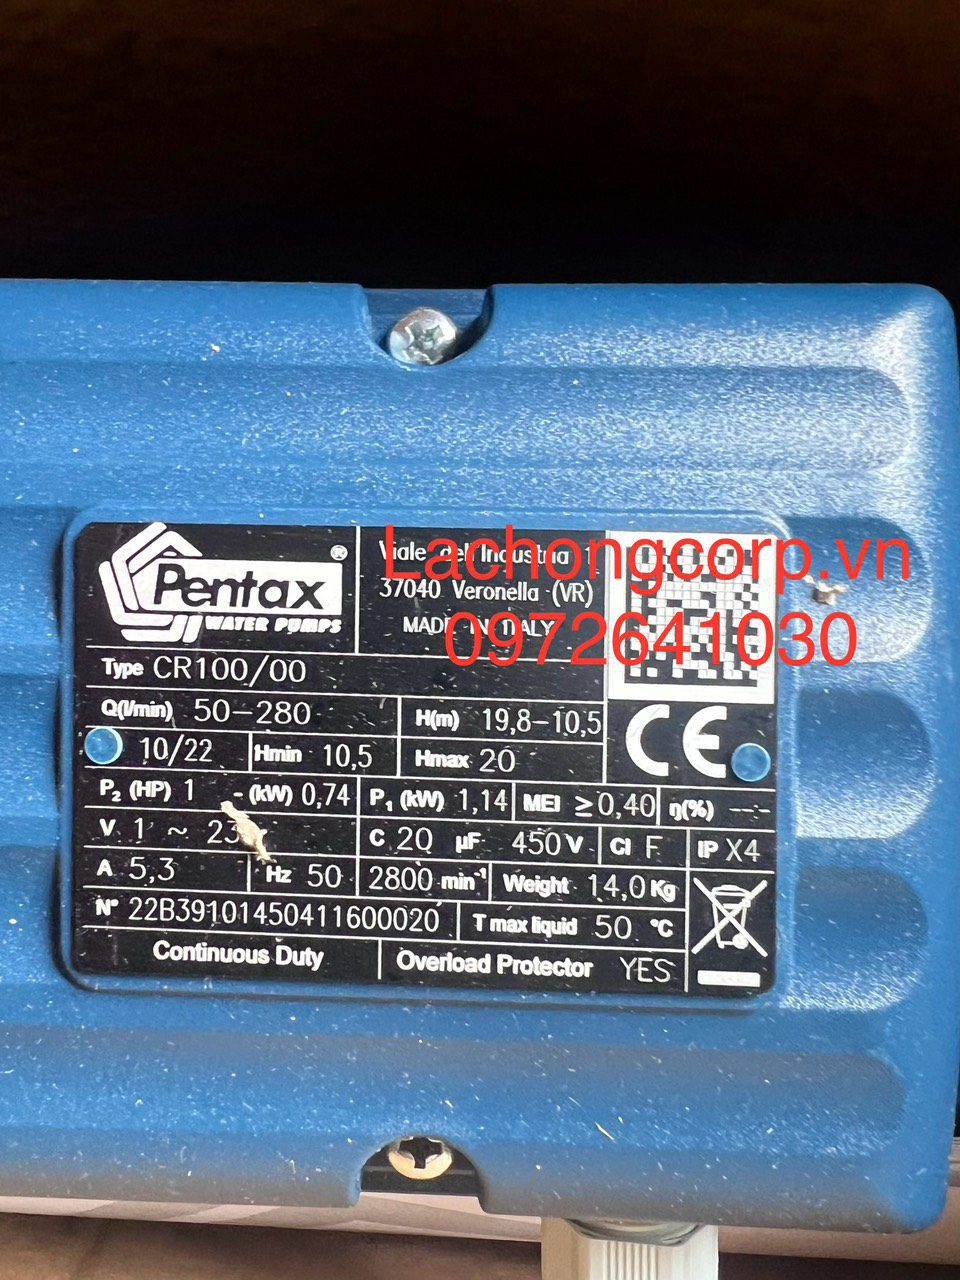 Pentax ®
WATER PUMPS
Viale dell'Industria
37040 Veronella (VR)
MADE IN ITALY
Lachongcorp.vn
0972641030
Type CR100/00
Q(l/min) 50-280 H(m) 19,8-10,5
10/22 Hmin 10,5 Hmax 20
CE
P2 (HP) 1 - (kW) 0,74 P1 (kW) 1,14 MEI ≥0,40 η(%) --.-
V 1 ~ 23 C 20 µF 450 V Cl F IP X4
A 5,3 Hz 50 2800 min-1 Weight 14,0 Kg
N° 22B39101450411600020 T max liquid 50 °C
Continuous Duty Overload Protector YES